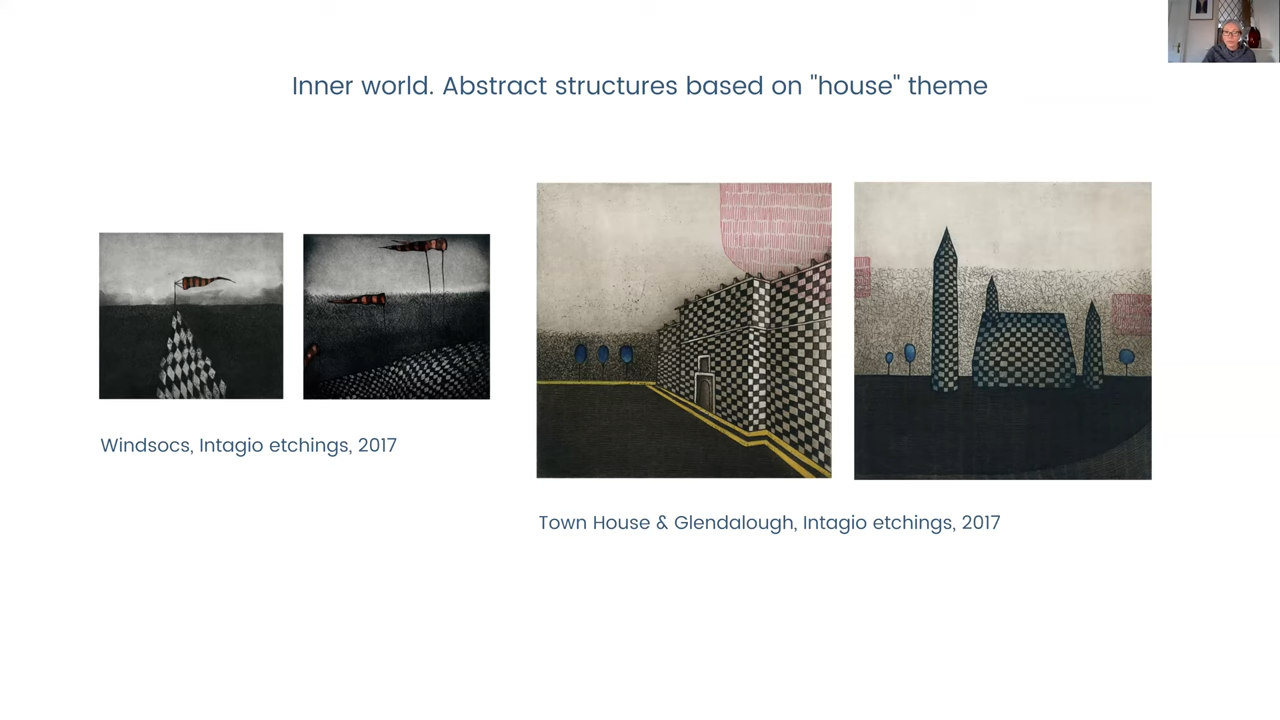 Inner world. Abstract structures based on "house" theme
Windsocs, Intagio etchings, 2017
Town House & Glendalough, Intagio etchings, 2017